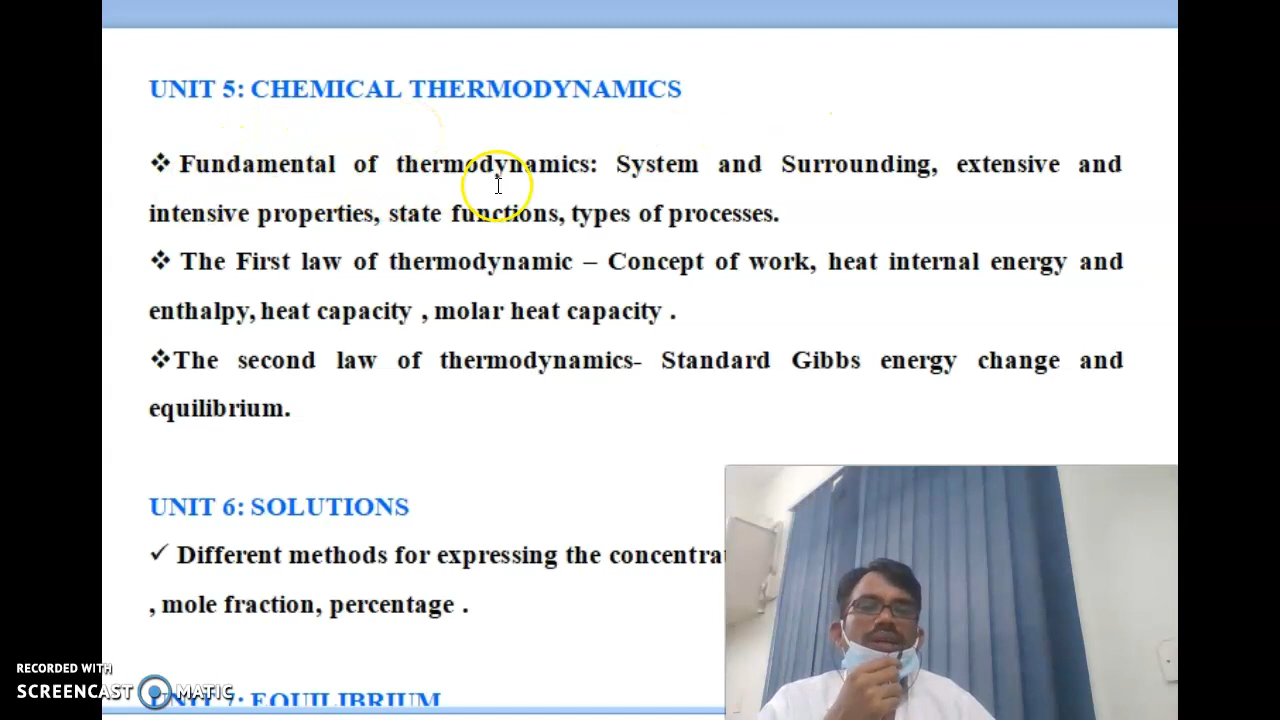 UNIT 5: CHEMICAL THERMODYNAMICS
❖ Fundamental of thermodynamics: System and Surrounding, extensive and
intensive properties, state functions, types of processes.
❖ The First law of thermodynamic – Concept of work, heat internal energy and
enthalpy, heat capacity , molar heat capacity .
❖The second law of thermodynamics- Standard Gibbs energy change and
equilibrium.
UNIT 6: SOLUTIONS
✓ Different methods for expressing the
, mole fraction, percentage .
UNIT 7: EQUILIBRIUM
RECORDED WITH
SCREENCAST MATIC